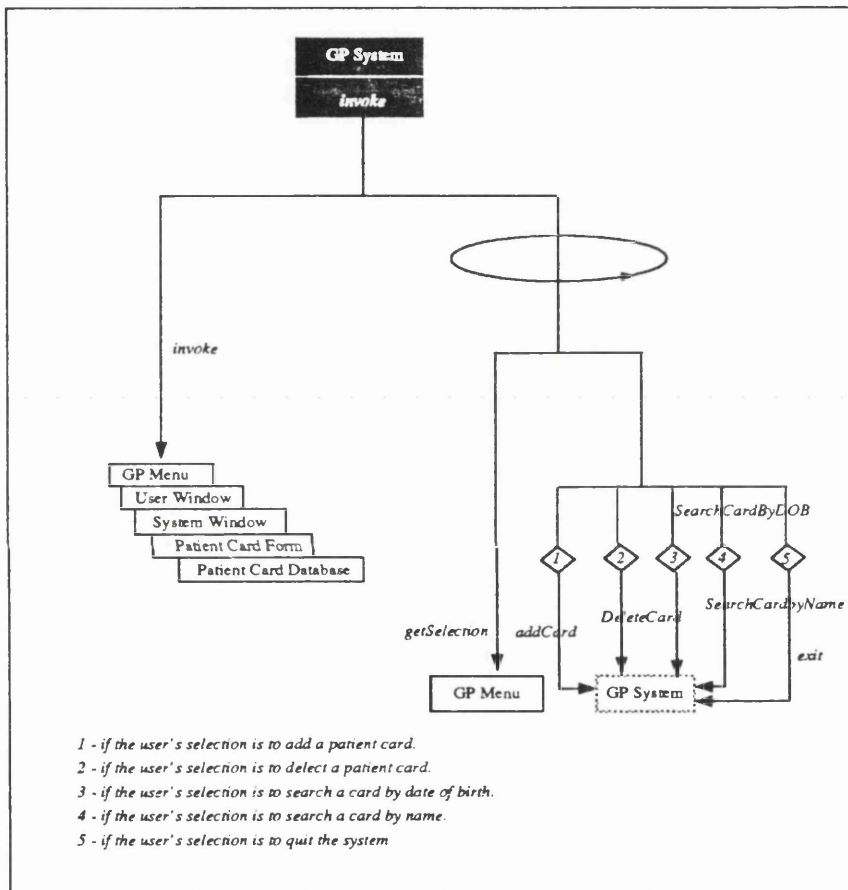 GP System
invoke
invoke
GP Menu
User Window
System Window
Patient Card Form
Patient Card Database
SearchCardByDOB
1
2
3
4
5
DeleteCard
SearchCardbyName
getSelection
addCard
exit
GP Menu
GP System
1 - if the user's selection is to add a patient card.
2 - if the user's selection is to delect a patient card.
3 - if the user's selection is to search a card by date of birth.
4 - if the user's selection is to search a card by name.
5 - if the user's selection is to quit the system